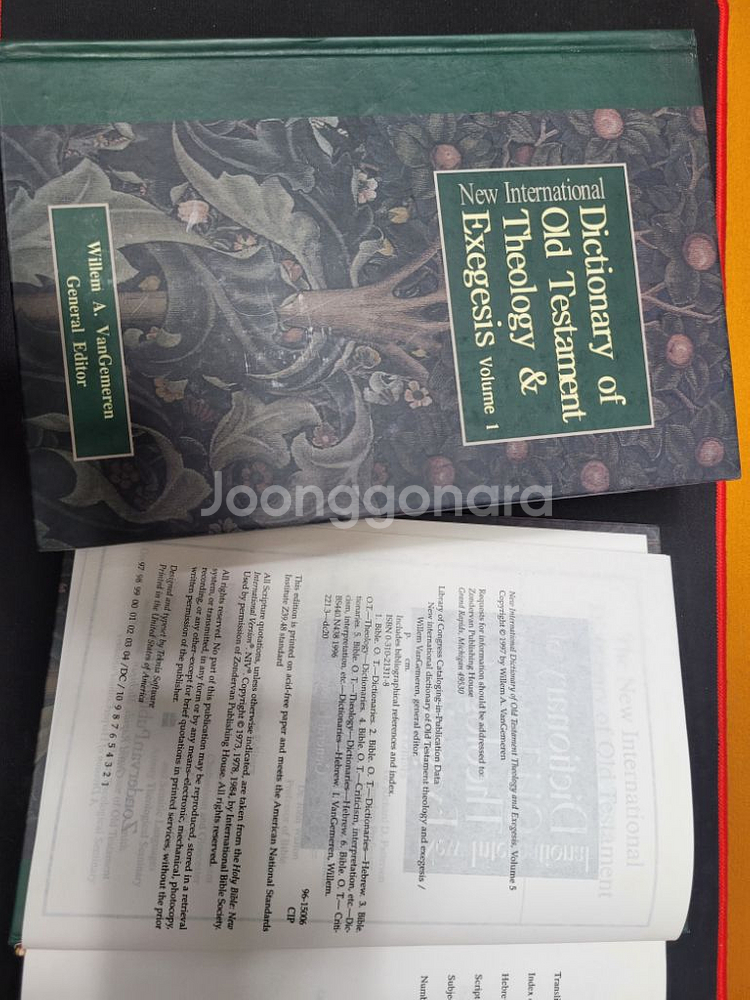 New International
Dictionary of
Old Testament
Theology &
Exegesis Volume 1
Willem A. VanGemeren
General Editor
Joonggonara
New International Dictionary of Old Testament Theology and Exegesis, Volume 5
Copyright © 1997 by Willem A. VanGemeren
Requests for information should be addressed to:
Zondervan Publishing House
Grand Rapids, Michigan 49530
Library of Congress Cataloging-in-Publication Data
New international dictionary of Old Testament theology and exegesis /
Willem VanGemeren, general editor.
p. cm.
Includes bibliographical references and index.
ISBN 0-310-21311-9
1. Bible. O. T.—Dictionaries. 2. Bible. O. T.—Dictionaries—Hebrew. 3. Bible.
O.T.—Theology—Dictionaries. 4. Bible. O. T.—Criticism, interpretation, etc—Dic-
tionaries. 5. Bible. O. T.—Theology—Dictionaries—Hebrew. 6. Bible. O. T.— Criti-
cism, interpretation, etc.—Dictionaries—Hebrew. I. VanGemeren, Willem.
BS440.N438 1996
221.3–dc20
96-15006
CIP
This edition is printed on acid-free paper and meets the American National Standards
Institute Z39.48 standard
All Scripture quotations, unless otherwise indicated, are taken from the Holy Bible: New
International Version® NIV® Copyright © 1973, 1978, 1984, by International Bible Society.
Used by permission of Zondervan Publishing House. All rights reserved.
All rights reserved. No part of this publication may be reproduced, stored in a retrieval
system, or transmitted, in any form or by any means–electronic, mechanical, photocopy,
recording, or any other–except for brief quotations in printed services, without the prior
written permission of the publisher.
Designed and typeset by Teknia Software
Printed in the United States of America
97 98 99 00 01 02 03 04 / DC / 10 9 8 7 6 5 4 3 2 1
Hebre
Script
Subje
Numb